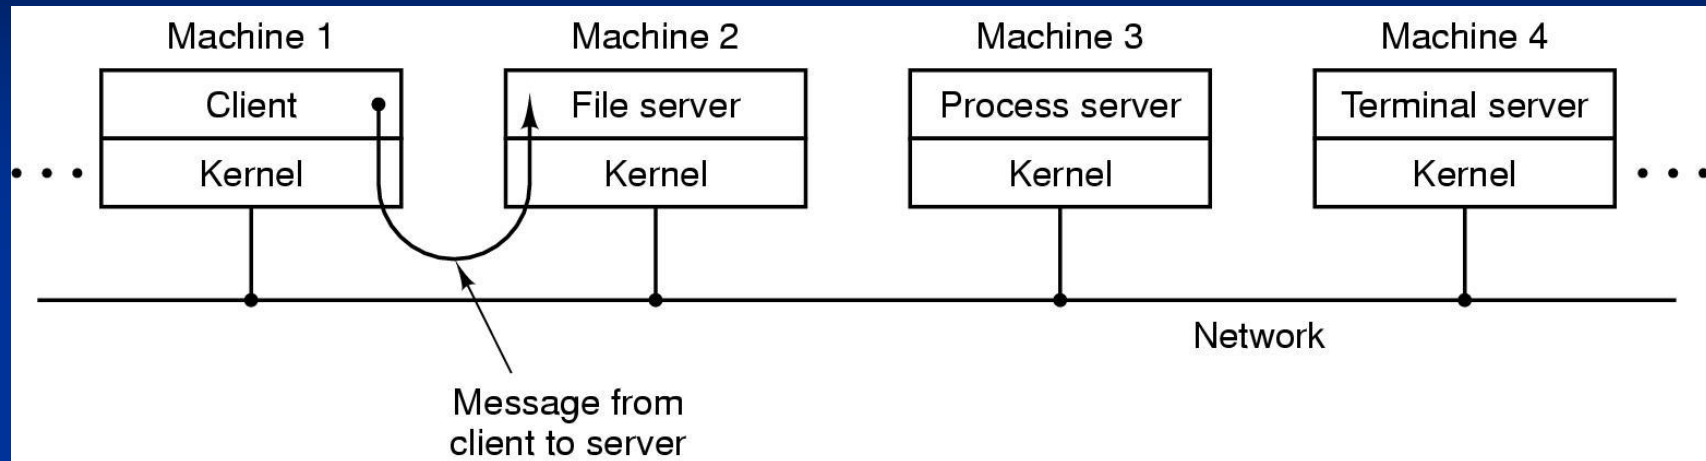 Machine 1
Machine 2
Machine 3
Machine 4
Client
File server
Process server
Terminal server
Kernel
Kernel
Kernel
Kernel
Network
Message from
client to server